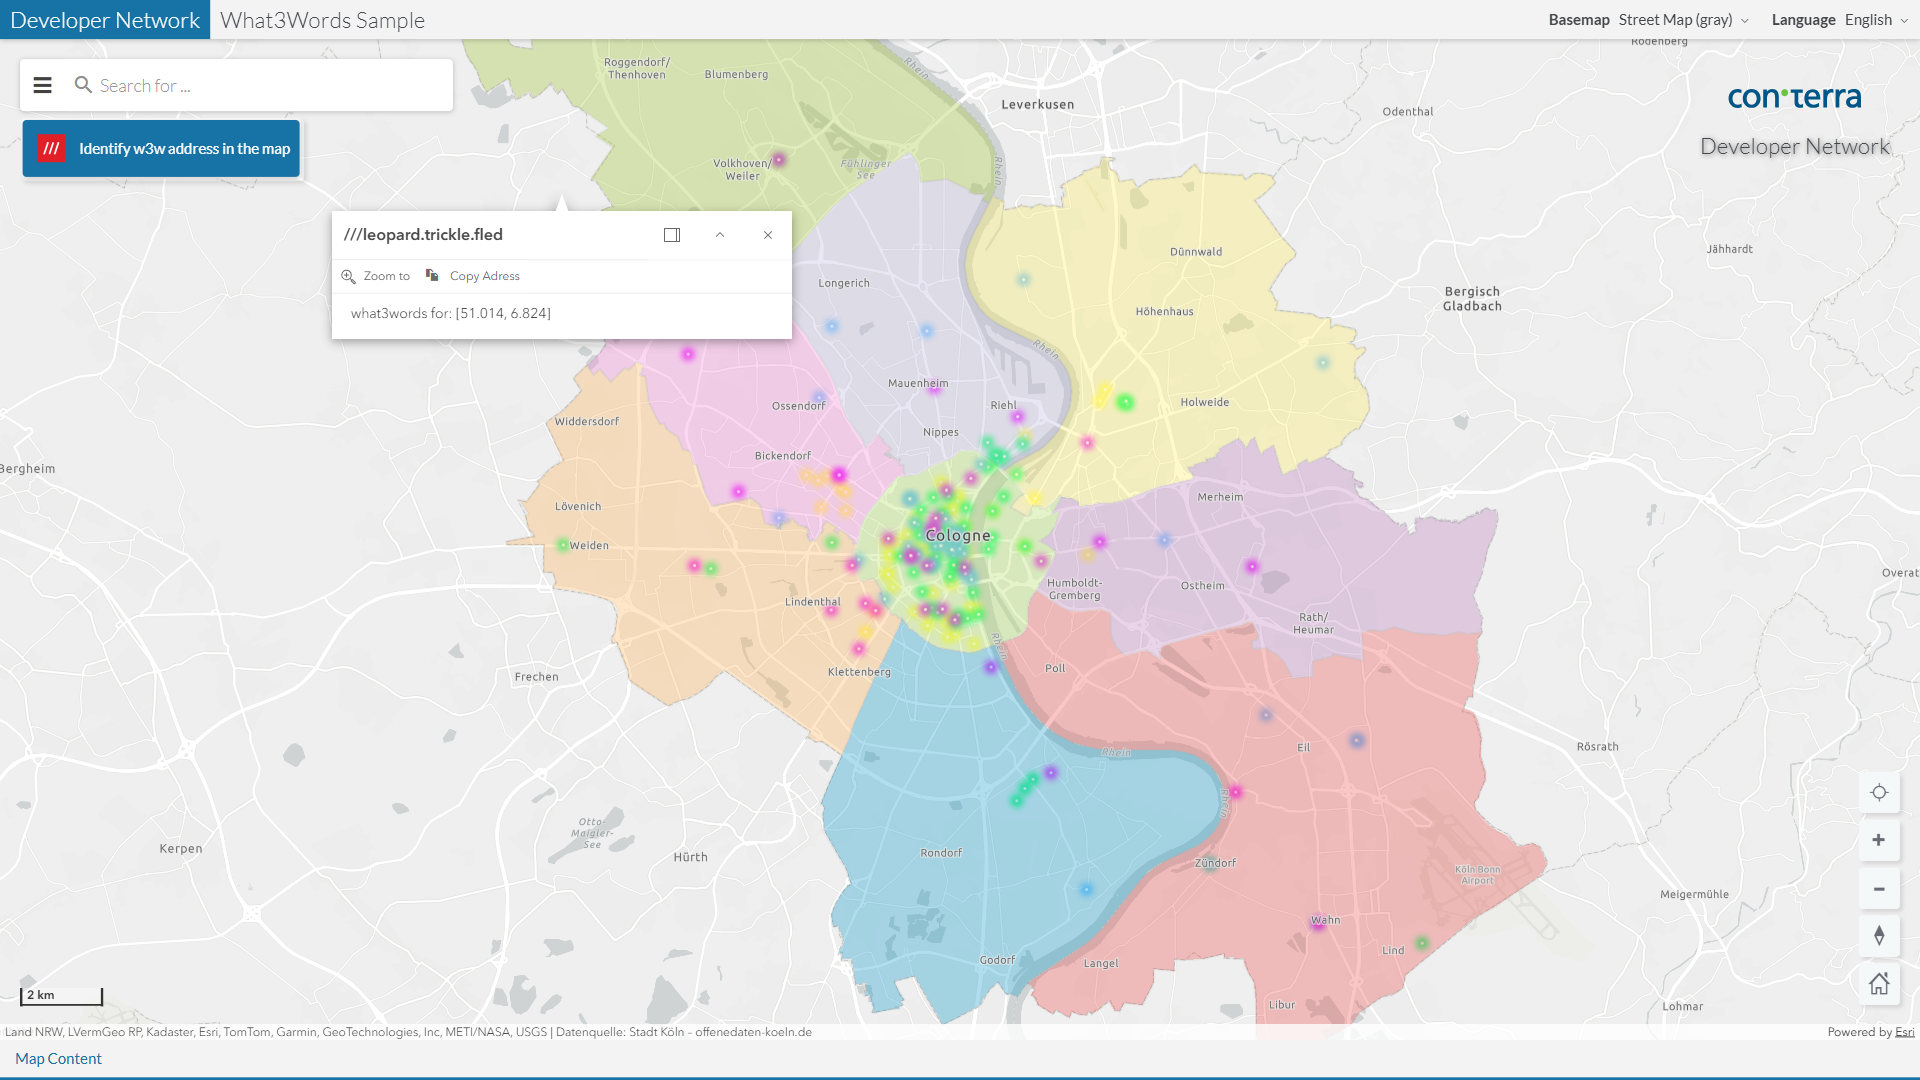 Developer Network
What3Words Sample
Basemap Street Map (gray)
Language English
Search for ...
/// Identify w3w address in the map
con terra
Developer Network
///leopard.trickle.fled
Zoom to
Copy Adress
what3words for: [51.014, 6.824]
Rodenberg
Roggendorf/
Thenhoven
Blumenberg
Rhein
Leverkusen
Odenthal
Volkhoven/
Weiler
Fühlinger
See
Rhein
Dünnwald
Jähhardt
Longerich
Bergisch
Gladbach
Höhenhaus
Rhein
Mauenheim
Ossendorf
Riehl
Holweide
Widdersdorf
Nippes
Bickendorf
Bergheim
Merheim
Lövenich
Cologne
Weiden
Overat
Humboldt-
Gremberg
Ostheim
Lindenthal
Rath/
Heumar
Rhein
Poll
Klettenberg
Frechen
Rhein
Eil
Rösrath
Rhein
Otto-
Maigler-
See
Kerpen
Hürth
Rondorf
Zündorf
Köln Bonn
Airport
Meigermühle
Wahn
Lind
Godorf
Langel
Libur
Lohmar
2 km
Land NRW, LVermGeo RP, Kadaster, Esri, TomTom, Garmin, GeoTechnologies, Inc, METI/NASA, USGS | Datenquelle: Stadt Köln - offenedaten-koeln.de
Powered by Esri
Map Content